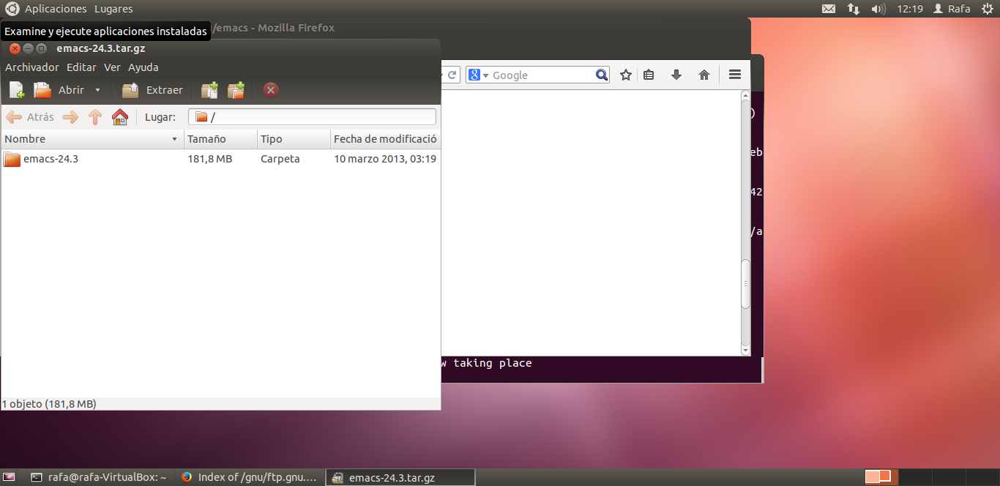 Aplicaciones Lugares 12:19 Rafa
Examine y ejecute aplicaciones instaladas /emacs - Mozilla Firefox
emacs-24.3.tar.gz
Archivador Editar Ver Ayuda
Google
Abrir Extraer
Atrás Lugar: /
)
Nombre Tamaño Tipo Fecha de modificació
eb
emacs-24.3 181,8 MB Carpeta 10 marzo 2013, 03:19
42
/a
w taking place
1 objeto (181,8 MB)
rafa@rafa-VirtualBox: ~ Index of /gnu/ftp.gnu.... emacs-24.3.tar.gz